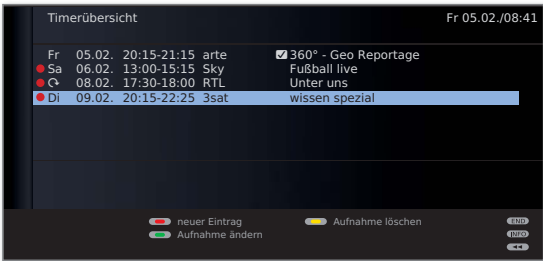 Timerübersicht Fr 05.02./08:41
Fr 05.02. 20:15-21:15 arte 360° - Geo Reportage
Sa 06.02. 13:00-15:15 Sky Fußball live
08.02. 17:30-18:00 RTL Unter uns
Di 09.02. 20:15-22:25 3sat wissen spezial
neuer Eintrag Aufnahme löschen END
Aufnahme ändern INFO